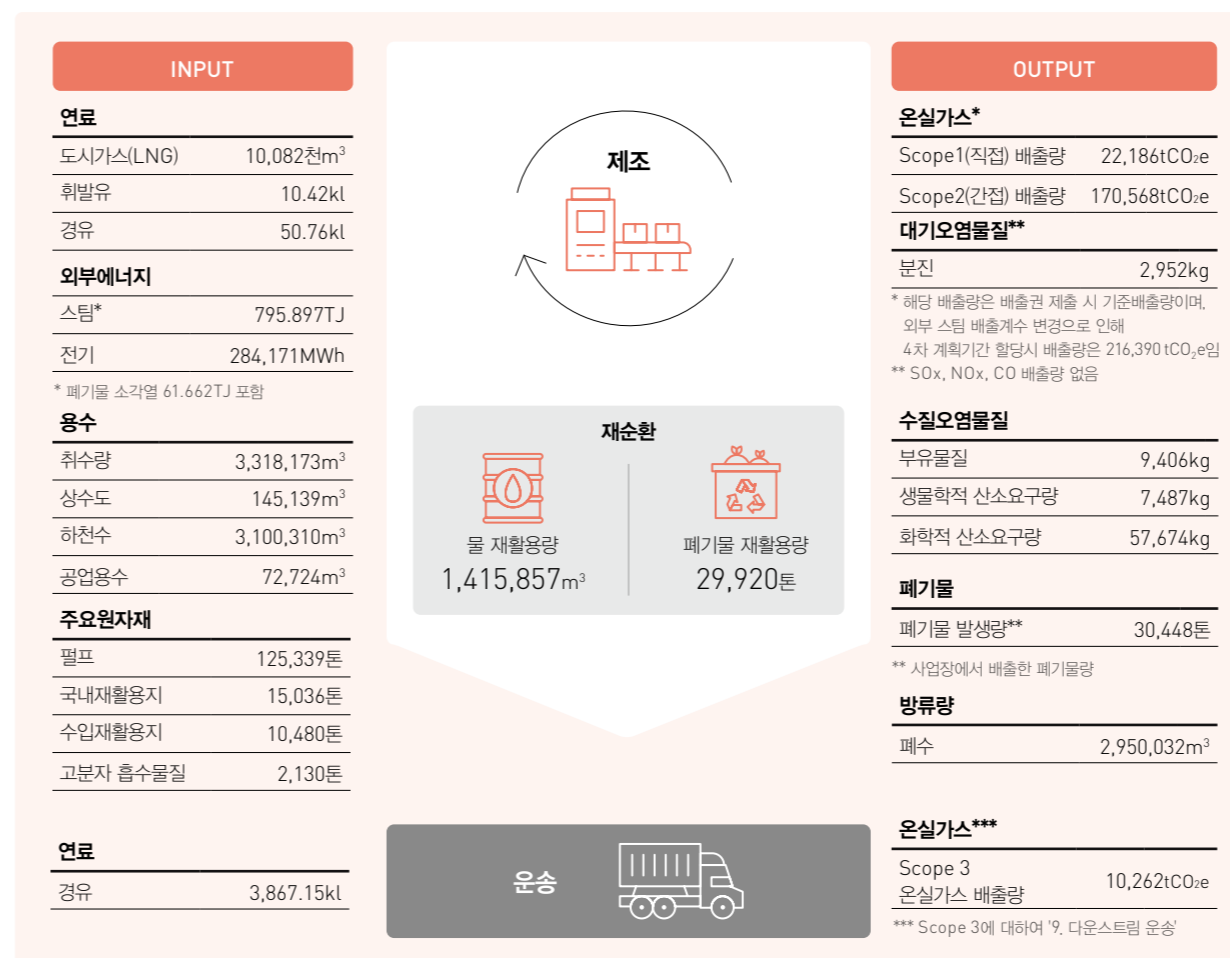 INPUT
연료
도시가스(LNG) 10,082천m³
휘발유 10.42kl
경유 50.76kl
외부에너지
스팀* 795.897TJ
전기 284,171MWh
* 폐기물 소각열 61.662TJ 포함
용수
취수량 3,318,173m³
상수도 145,139m³
하천수 3,100,310m³
공업용수 72,724m³
주요원자재
펄프 125,339톤
국내재활용지 15,036톤
수입재활용지 10,480톤
고분자 흡수물질 2,130톤
연료
경유 3,867.15kl
제조
재순환
물 재활용량
1,415,857m³
폐기물 재활용량
29,920톤
운송
OUTPUT
온실가스*
Scope1(직접) 배출량 22,186tCO₂e
Scope2(간접) 배출량 170,568tCO₂e
대기오염물질**
분진 2,952kg
* 해당 배출량은 배출권 제출 시 기준배출량이며,
외부 스팀 배출계수 변경으로 인해
4차 계획기간 할당시 배출량은 216,390 tCO₂e임
** SOx, NOx, CO 배출량 없음
수질오염물질
부유물질 9,406kg
생물학적 산소요구량 7,487kg
화학적 산소요구량 57,674kg
폐기물
폐기물 발생량** 30,448톤
** 사업장에서 배출한 폐기물량
방류량
폐수 2,950,032m³
온실가스***
Scope 3
온실가스 배출량 10,262tCO₂e
*** Scope 3에 대하여 '9. 다운스트림 운송'